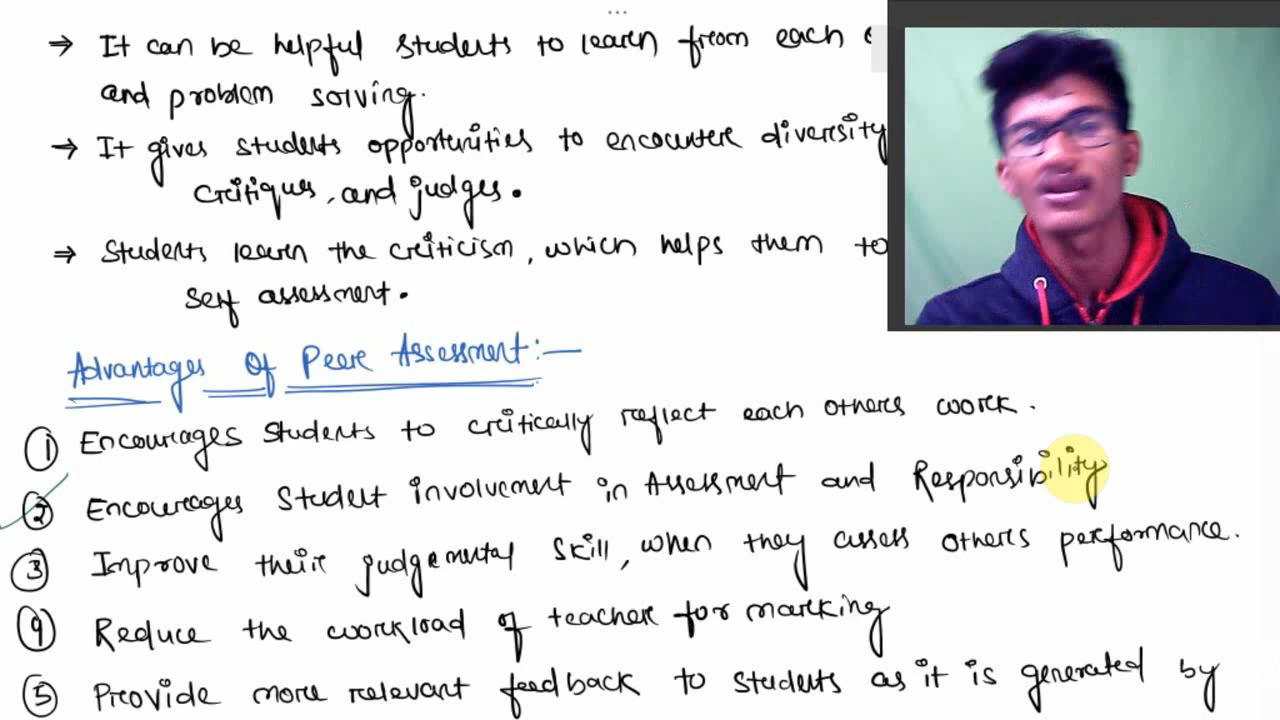 ⇒ It can be helpful students to learn from each
and problem solving.
→ It gives students opportunities to encounter diversity
critiques, and judges.
⇒ Students learn the criticism, which helps them to
self assessment.
Advantages Of Peer Assessment:—
① Encourages students to critically reflect each others work.
② Encourages student involvement in Assessment and Responsibility
③ Improve their judgemental skill, when they assess others performance.
④ Reduce the workload of teacher for marking
⑤ Provide more relevant feedback to students as it is generated by